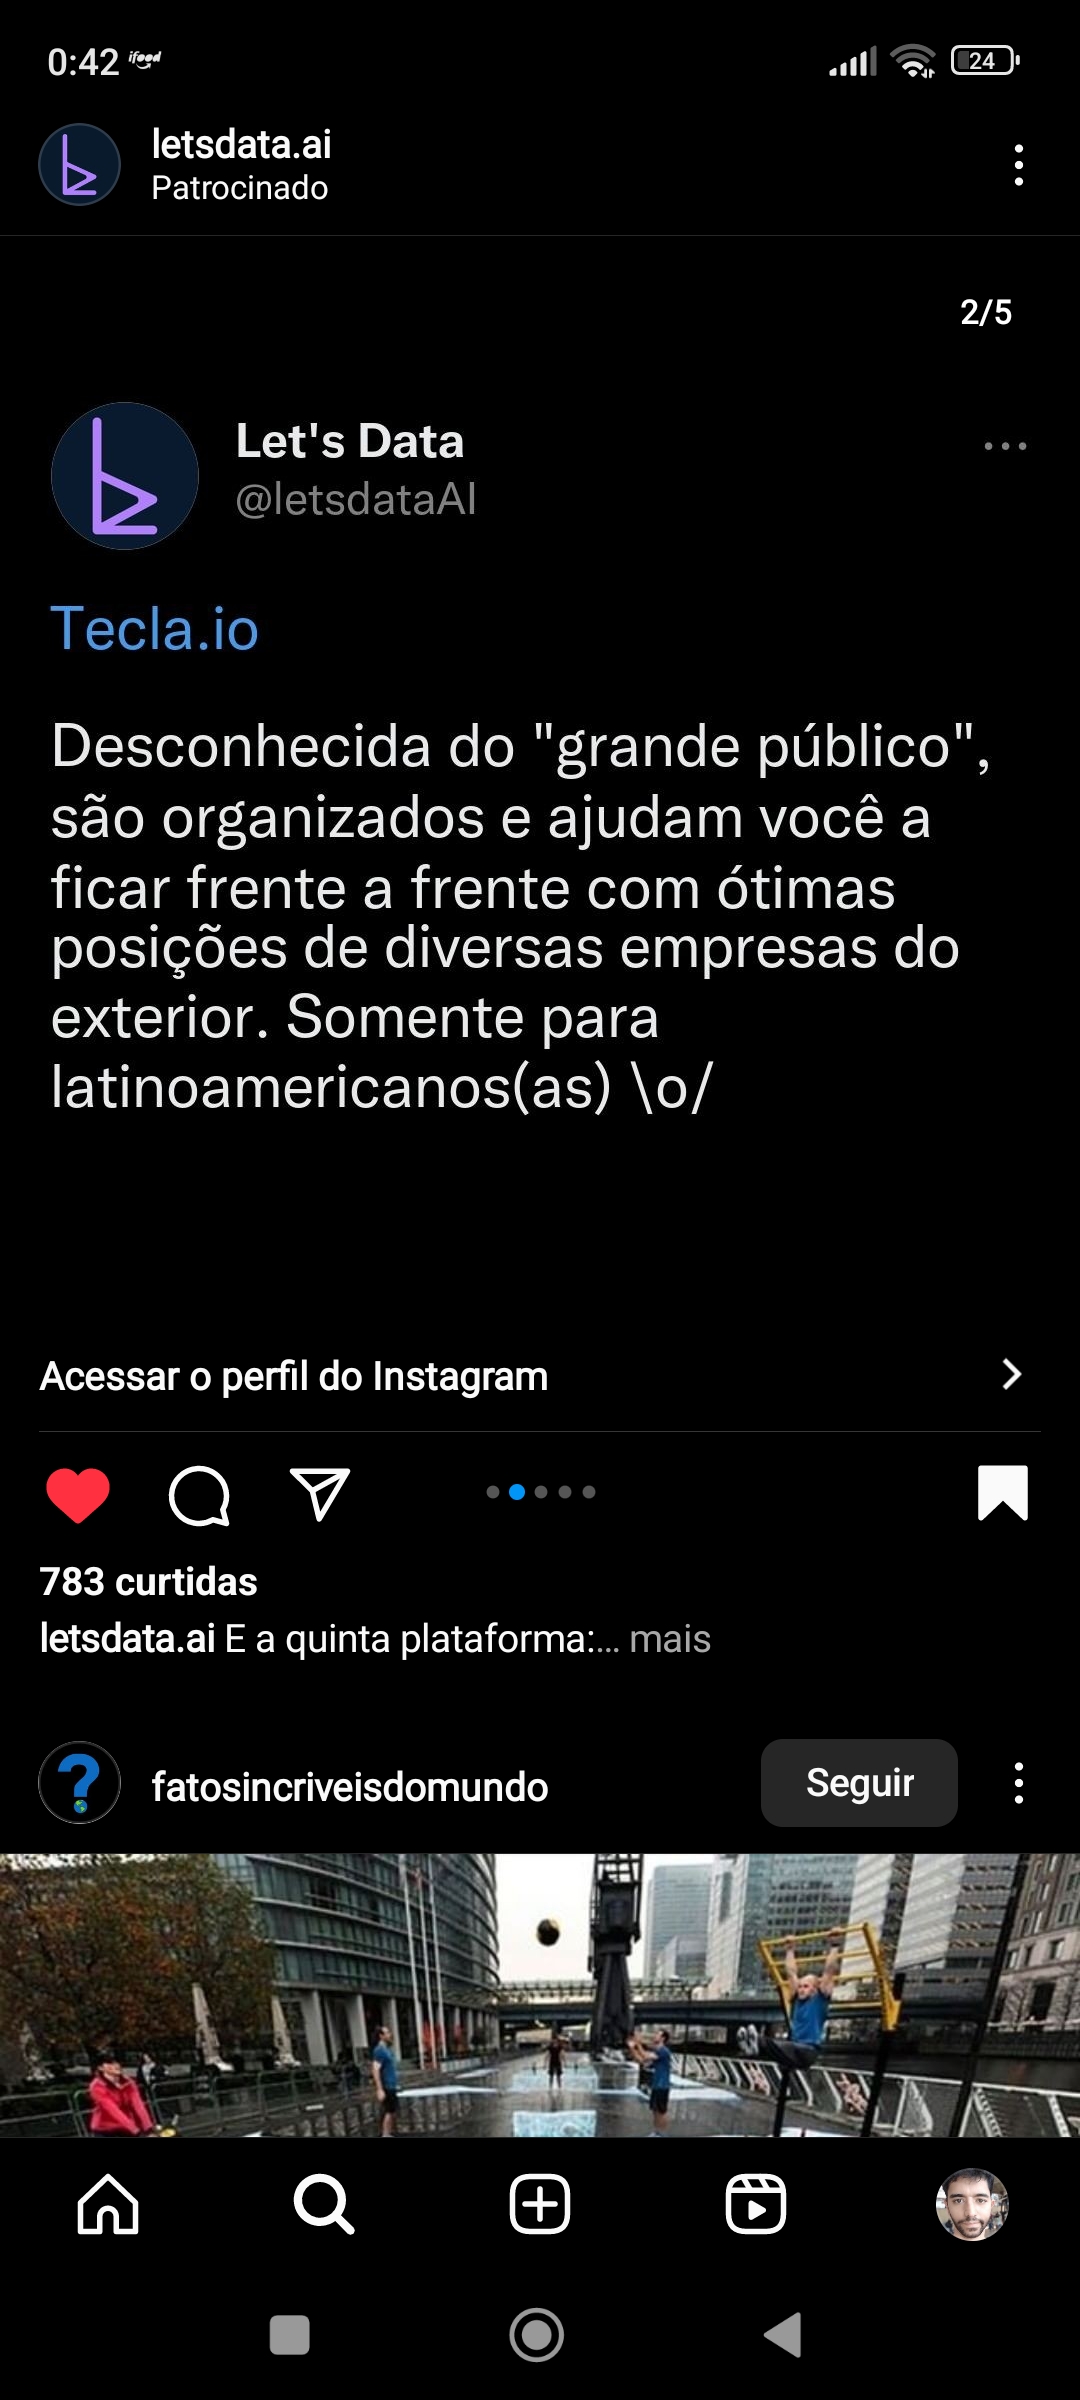 0:42 ifood
24
letsdata.ai
Patrocinado
2/5
Let's Data
@letsdataAI
Tecla.io
Desconhecida do "grande público",
são organizados e ajudam você a
ficar frente a frente com ótimas
posições de diversas empresas do
exterior. Somente para
latinoamericanos(as) \o/
Acessar o perfil do Instagram
783 curtidas
letsdata.ai E a quinta plataforma:... mais
fatosincriveisdomundo
Seguir